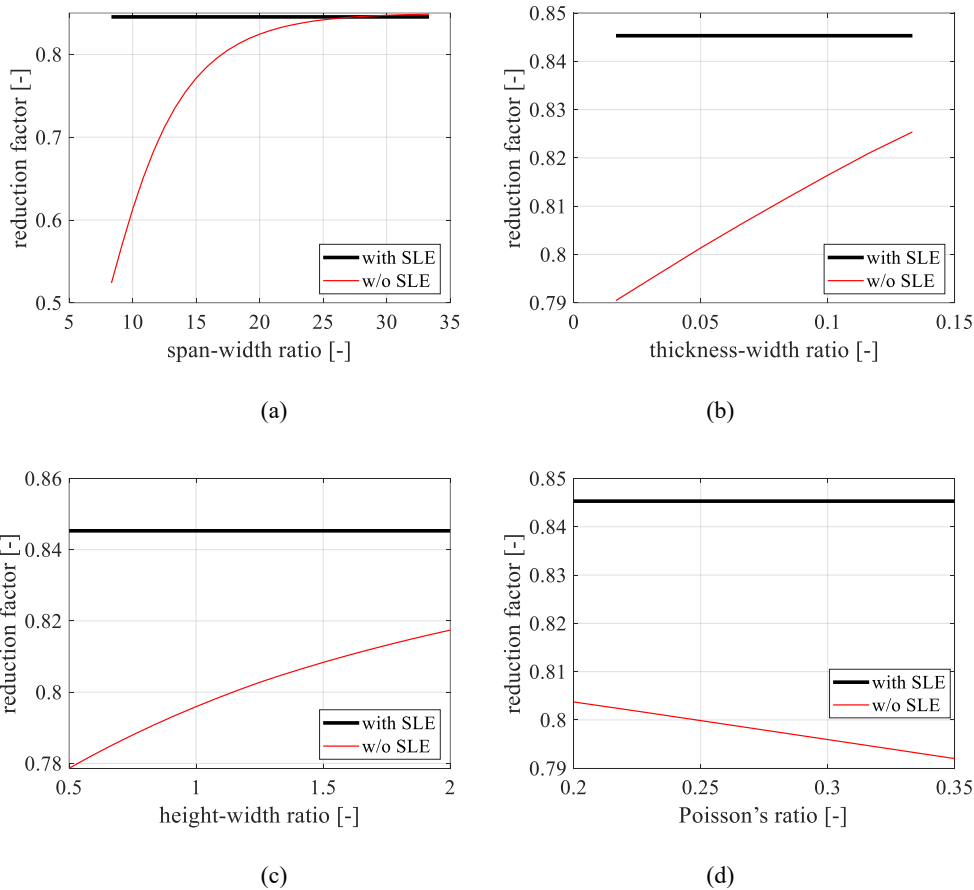 reduction factor [-]
0.8
0.7
0.6
0.5
5
10
15
20
25
30
35
with SLE
w/o SLE
span-width ratio [-]
(a)
reduction factor [-]
0.85
0.84
0.83
0.82
0.81
0.8
0.79
0
0.05
0.1
0.15
with SLE
w/o SLE
thickness-width ratio [-]
(b)
reduction factor [-]
0.86
0.84
0.82
0.8
0.78
0.5
1
1.5
2
with SLE
w/o SLE
height-width ratio [-]
(c)
reduction factor [-]
0.85
0.84
0.83
0.82
0.81
0.8
0.79
0.2
0.25
0.3
0.35
with SLE
w/o SLE
Poisson’s ratio [-]
(d)